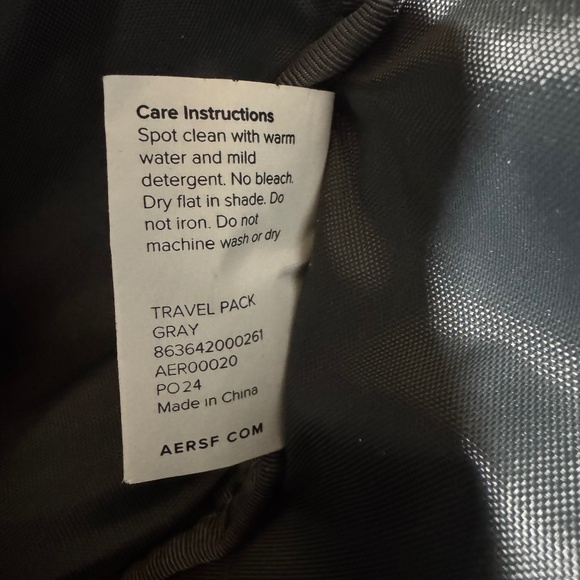 Care Instructions
Spot clean with warm
water and mild
detergent. No bleach.
Dry flat in shade. Do
not iron. Do not
machine wash or dry
TRAVEL PACK
GRAY
863642000261
AER00020
PO 24
Made in China
AERSF COM